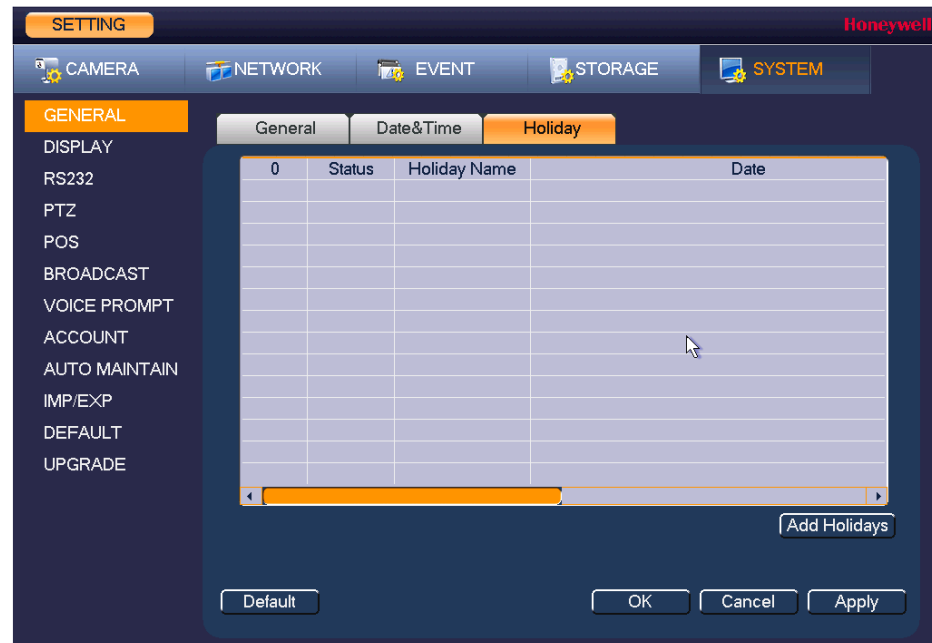 SETTING
Honeywell
CAMERA NETWORK EVENT STORAGE SYSTEM
GENERAL
DISPLAY
RS232
PTZ
POS
BROADCAST
VOICE PROMPT
ACCOUNT
AUTO MAINTAIN
IMP/EXP
DEFAULT
UPGRADE
General Date&Time Holiday
0 Status Holiday Name Date
Add Holidays
Default OK Cancel Apply